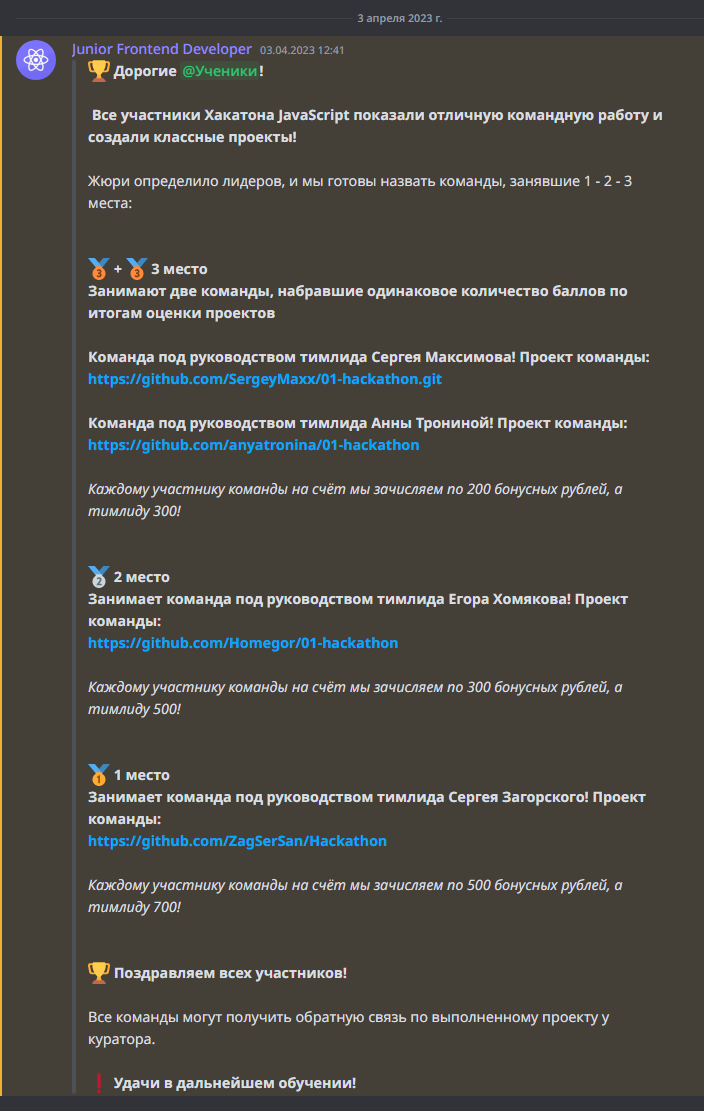 3 апреля 2023 г.
Junior Frontend Developer 03.04.2023 12:41
🏆 Дорогие @Ученики!
Все участники Хакатона JavaScript показали отличную командную работу и
создали классные проекты!
Жюри определило лидеров, и мы готовы назвать команды, занявшие 1 - 2 - 3
места:
🥉 + 🥉 3 место
Занимают две команды, набравшие одинаковое количество баллов по
итогам оценки проектов
Команда под руководством тимлида Сергея Максимова! Проект команды:
https://github.com/SergeyMaxx/01-hackathon.git
Команда под руководством тимлида Анны Трониной! Проект команды:
https://github.com/anyatronina/01-hackathon
Каждому участнику команды на счёт мы зачисляем по 200 бонусных рублей, а
тимлиду 300!
🥈 2 место
Занимает команда под руководством тимлида Егора Хомякова! Проект
команды:
https://github.com/Homegor/01-hackathon
Каждому участнику команды на счёт мы зачисляем по 300 бонусных рублей, а
тимлиду 500!
🥇 1 место
Занимает команда под руководством тимлида Сергея Загорского! Проект
команды:
https://github.com/ZagSerSan/Hackathon
Каждому участнику команды на счёт мы зачисляем по 500 бонусных рублей, а
тимлиду 700!
🏆 Поздравляем всех участников!
Все команды могут получить обратную связь по выполненному проекту у
куратора.
❗ Удачи в дальнейшем обучении!